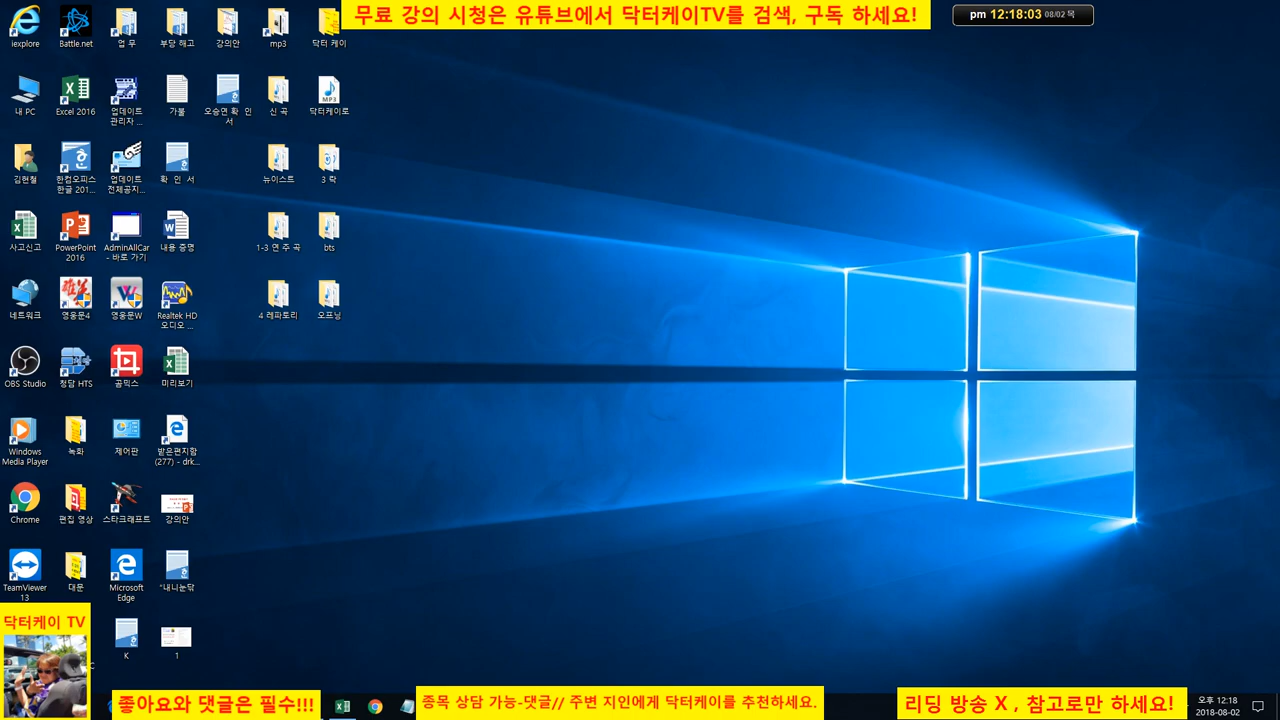 무료 강의 시청은 유튜브에서 닥터케이TV를 검색, 구독 하세요!
pm 12:18:03 08/02 목
iexplore
Battle.net
업 무
부당 해고
강의안
mp3
닥터 케이
내 PC
Excel 2016
업데이트
관리자 ...
가불
오승면 확 인
서
신 곡
MP3
닥터케이로
김현철
한컴오피스
한글 201...
업데이트
전체공지...
확 인 서
뉴이스트
3 락
사고신고
PowerPoint
2016
AdminAllCar
- 바로 가기
내용 증명
1-3 연 주 곡
bts
네트워크
영웅문4
영웅문W
Realtek HD
오디오 ...
4 레파토리
오프닝
OBS Studio
청담 HTS
곰믹스
미리보기
Windows
Media Player
녹화
제어판
받은편지함
(277) - drk...
Chrome
편집 영상
스타크래프트
강의안
TeamViewer
13
대문
Microsoft
Edge
"내니눈닦
K
1
닥터케이 TV
좋아요와 댓글은 필수!!!
종목 상담 가능-댓글// 주변 지인에게 닥터케이를 추천하세요.
리딩 방송 X , 참고로만 하세요!
오후 12:18
2018-08-02